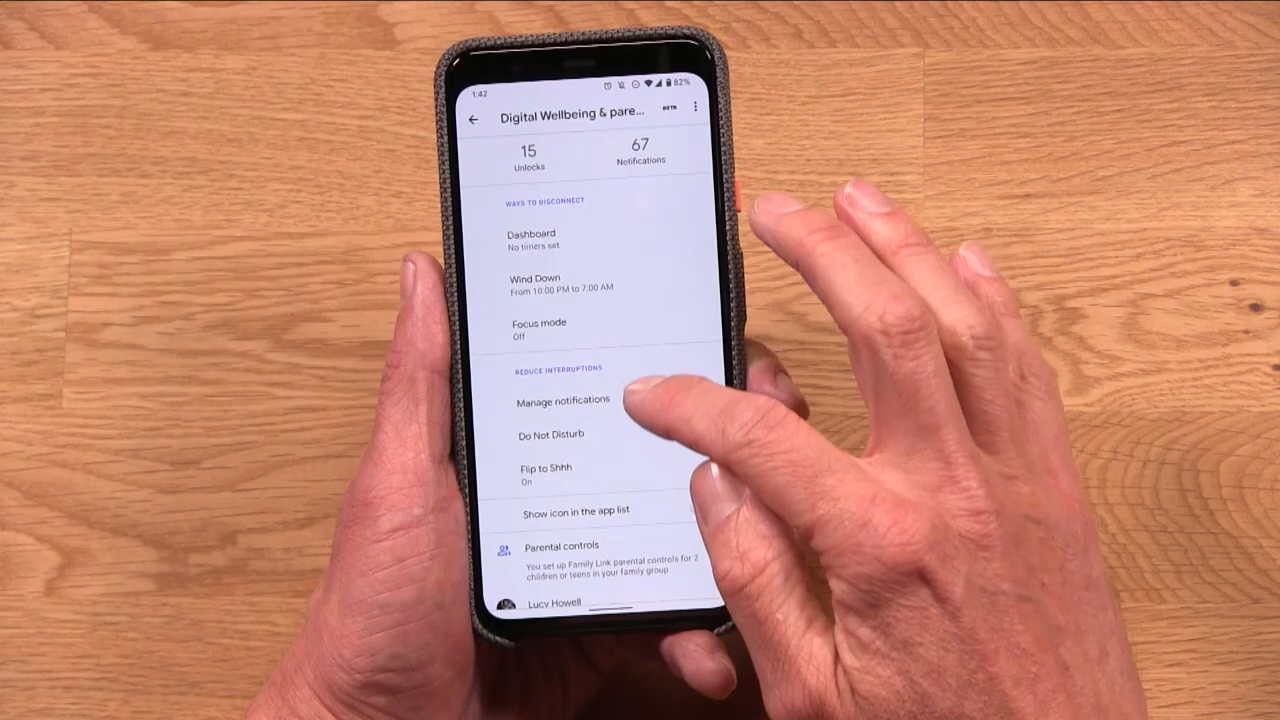 1:42 82%
Digital Wellbeing & pare... BETA
15 67
Unlocks Notifications
WAYS TO DISCONNECT
Dashboard
No timers set
Wind Down
From 10:00 PM to 7:00 AM
Focus mode
Off
REDUCE INTERRUPTIONS
Manage notifications
Do Not Disturb
Flip to Shhh
On
Show icon in the app list
Parental controls
You set up Family Link parental controls for 2
children or teens in your family group
Lucy Howell